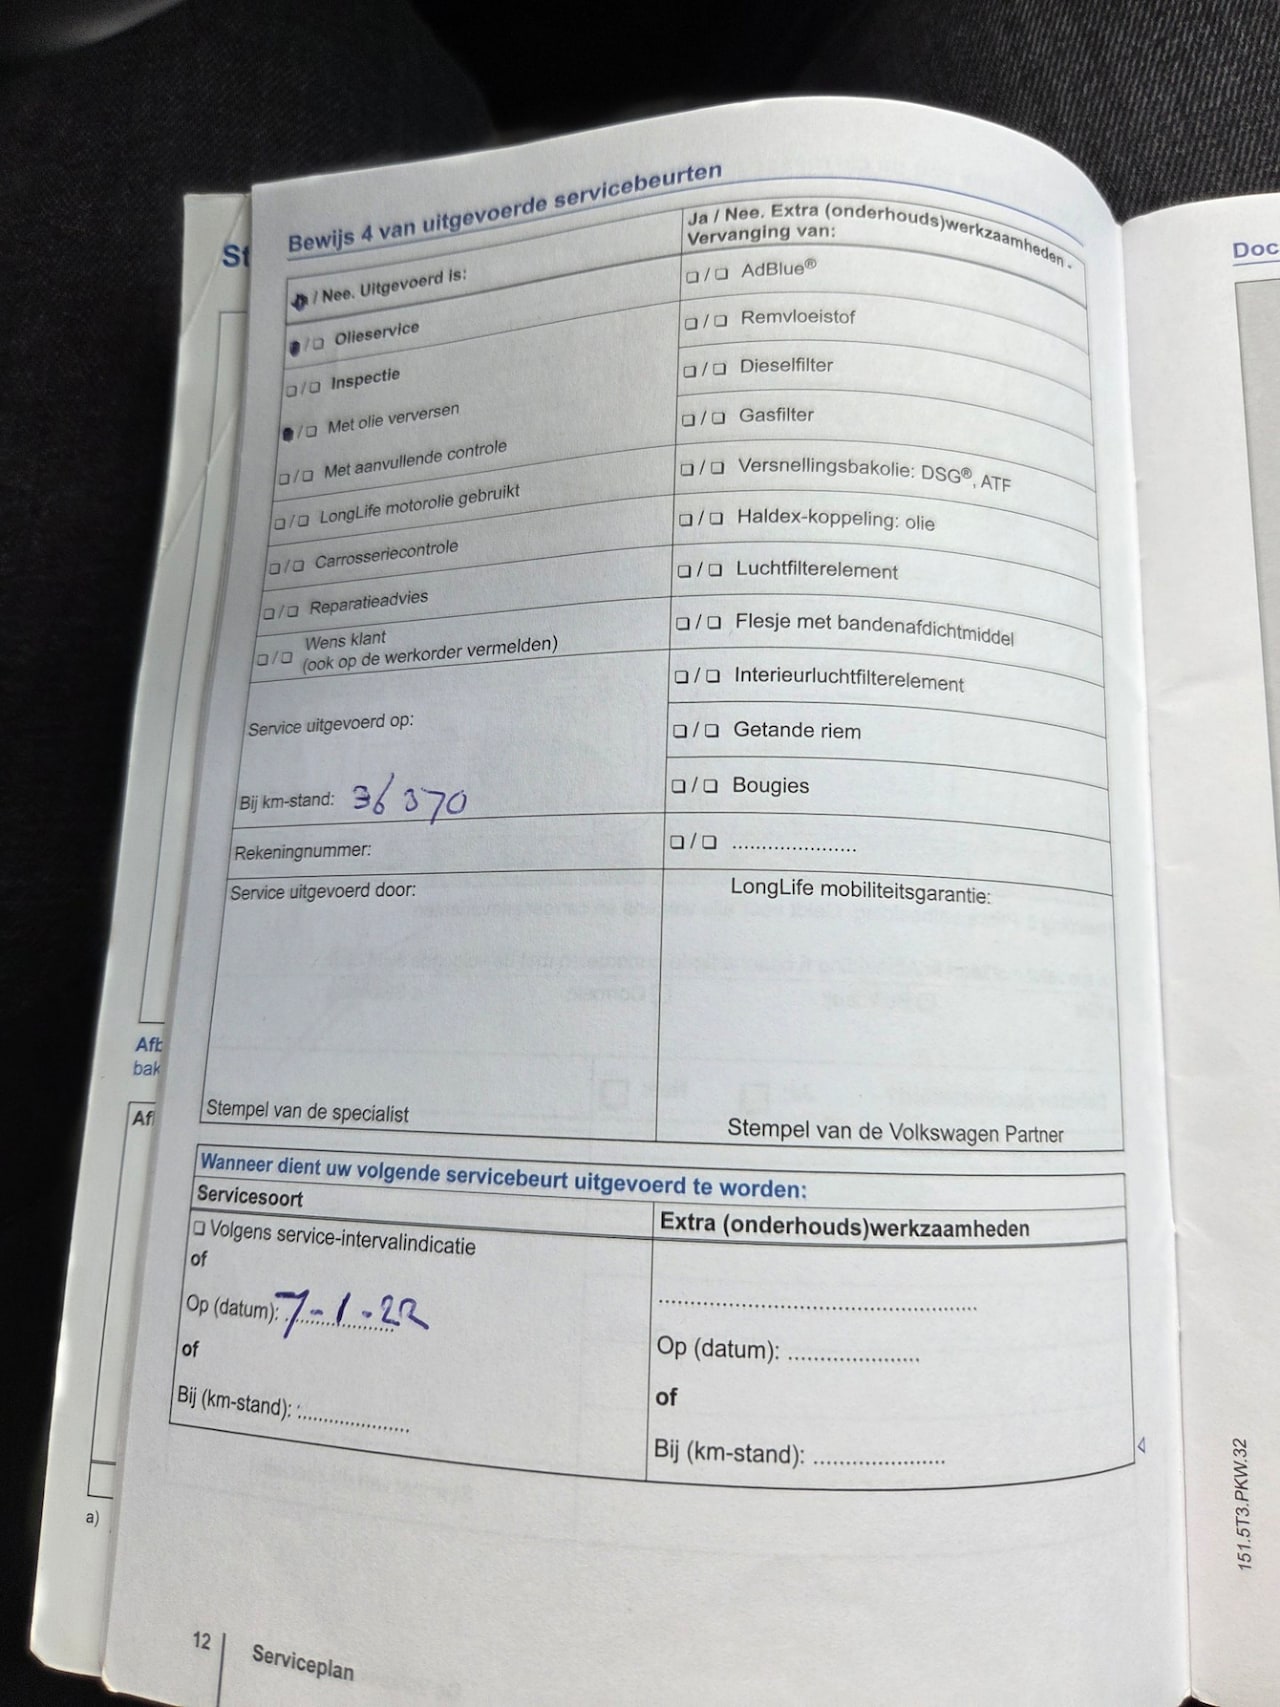 St
Bewijs 4 van uitgevoerde servicebeurten
/ Nee. Uitgevoerd is:
❑ Olieservice
❑/❑ Inspectie
❑ Met olie verversen
❑/❑ Met aanvullende controle
❑/❑ LongLife motorolie gebruikt
❑/❑ Carrosseriecontrole
❑/❑ Reparatieadvies
❑/❑ Wens klant
(ook op de werkorder vermelden)
Service uitgevoerd op:
Bij km-stand: 36 370
Rekeningnummer:
Service uitgevoerd door:
Stempel van de specialist
Ja / Nee. Extra (onderhouds)werkzaamheden -
Vervanging van:
❑/❑ AdBlue®
❑/❑ Remvloeistof
❑/❑ Dieselfilter
❑/❑ Gasfilter
❑/❑ Versnellingsbakolie: DSG®, ATF
❑/❑ Haldex-koppeling: olie
❑/❑ Luchtfilterelement
❑/❑ Flesje met bandenafdichtmiddel
❑/❑ Interieurluchtfilterelement
❑/❑ Getande riem
❑/❑ Bougies
❑/❑ .....................
LongLife mobiliteitsgarantie:
Stempel van de Volkswagen Partner
Wanneer dient uw volgende servicebeurt uitgevoerd te worden:
Servicesoort
❑ Volgens service-intervalindicatie
of
Op (datum): 7-1-22
of
Bij (km-stand): ....................
Extra (onderhouds)werkzaamheden
.....................................................
Op (datum): .....................
of
Bij (km-stand): .....................
12
Serviceplan
Afb
bak
Af
a)
Doc
151.5T3.PKW.32